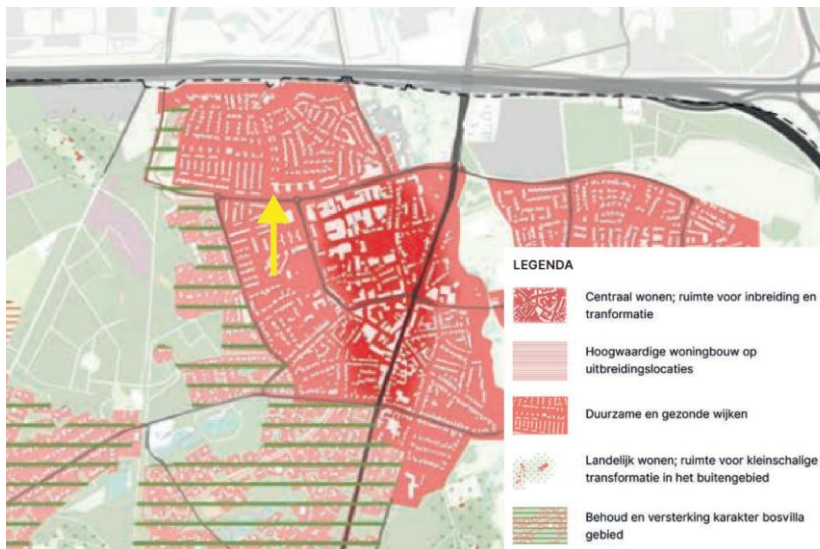 LEGENDA
Centraal wonen; ruimte voor inbreiding en
tranformatie
Hoogwaardige woningbouw op
uitbreidingslocaties
Duurzame en gezonde wijken
Landelijk wonen; ruimte voor kleinschalige
transformatie in het buitengebied
Behoud en versterking karakter bosvilla
gebied